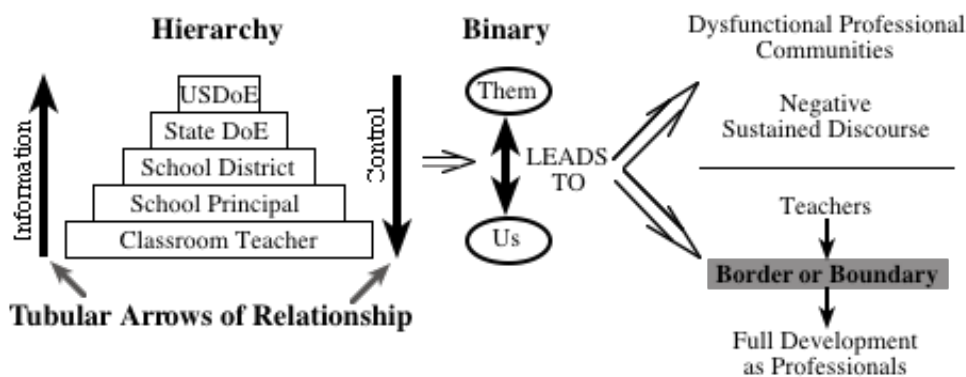 Hierarchy
Information
USDoE
State DoE
School District
School Principal
Classroom Teacher
Control
Tubular Arrows of Relationship
Binary
Them
Us
LEADS
TO
Dysfunctional Professional
Communities
Negative
Sustained Discourse
Teachers
Border or Boundary
Full Development
as Professionals